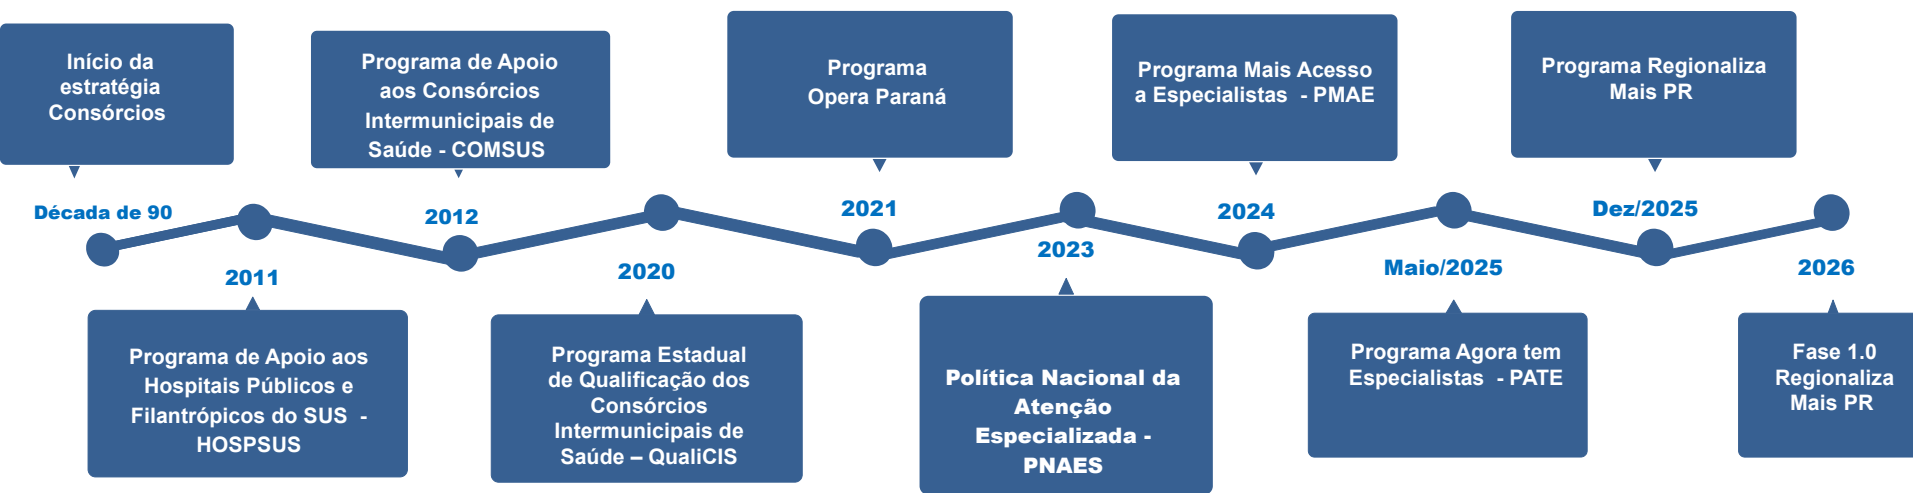 Início da
estratégia
Consórcios
Década de 90
2011
Programa de Apoio aos
Hospitais Públicos e
Filantrópicos do SUS -
HOSPSUS
Programa de Apoio
aos Consórcios
Intermunicipais de
Saúde - COMSUS
2012
2020
Programa Estadual
de Qualificação dos
Consórcios
Intermunicipais de
Saúde – QualiCIS
Programa
Opera Paraná
2021
2023
Política Nacional da
Atenção
Especializada -
PNAES
Programa Mais Acesso
a Especialistas - PMAE
2024
Maio/2025
Programa Agora tem
Especialistas - PATE
Programa Regionaliza
Mais PR
Dez/2025
2026
Fase 1.0
Regionaliza
Mais PR